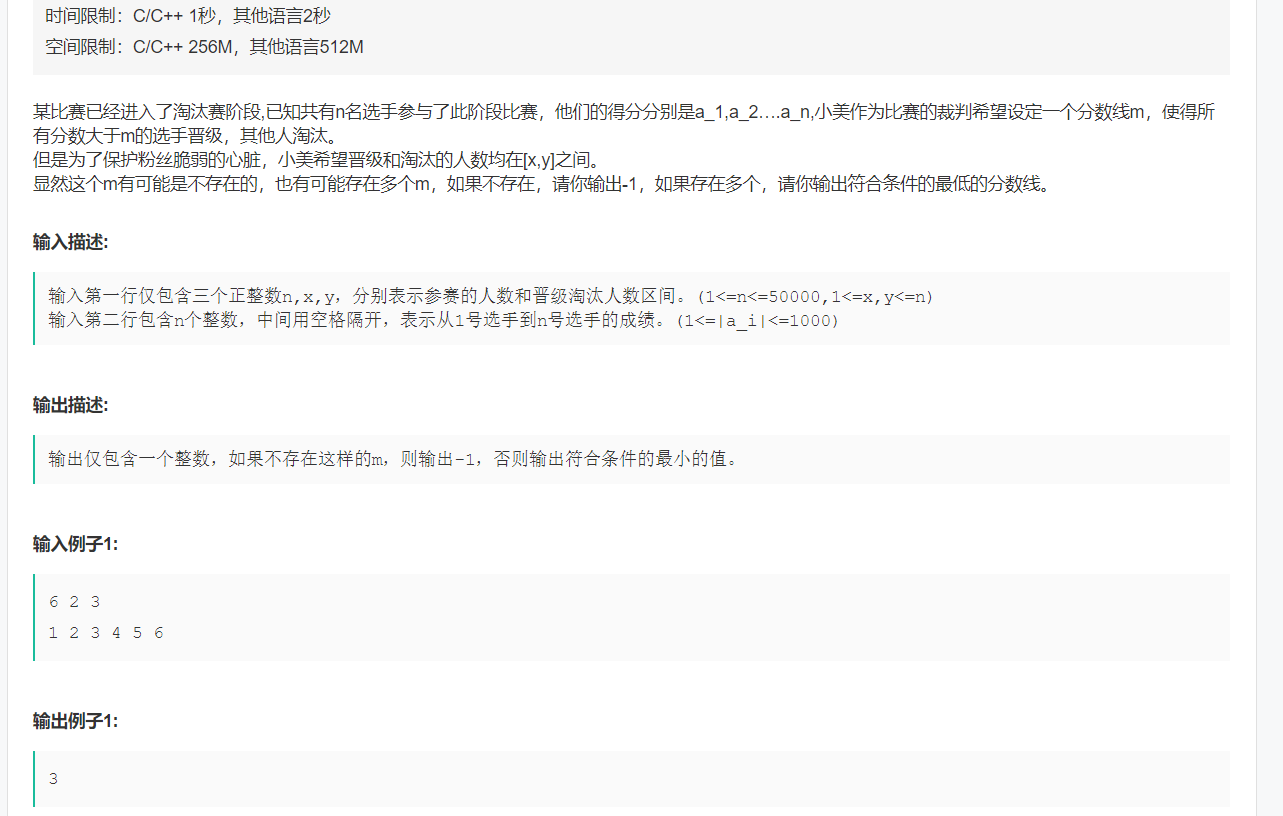 时间限制：C/C++ 1秒，其他语言2秒
空间限制：C/C++ 256M，其他语言512M
某比赛已经进入了淘汰赛阶段,已知共有n名选手参与了此阶段比赛，他们的得分分别是a_1,a_2….a_n,小美作为比赛的裁判希望设定一个分数线m，使得所
有分数大于m的选手晋级，其他人淘汰。
但是为了保护粉丝脆弱的心脏，小美希望晋级和淘汰的人数均在[x,y]之间。
显然这个m有可能是不存在的，也有可能存在多个m，如果不存在，请你输出-1，如果存在多个，请你输出符合条件的最低的分数线。
输入描述:
输入第一行仅包含三个正整数n,x,y，分别表示参赛的人数和晋级淘汰人数区间。(1<=n<=50000,1<=x,y<=n)
输入第二行包含n个整数，中间用空格隔开，表示从1号选手到n号选手的成绩。(1<=|a_i|<=1000)
输出描述:
输出仅包含一个整数，如果不存在这样的m，则输出-1，否则输出符合条件的最小的值。
输入例子1:
6 2 3
1 2 3 4 5 6
输出例子1:
3